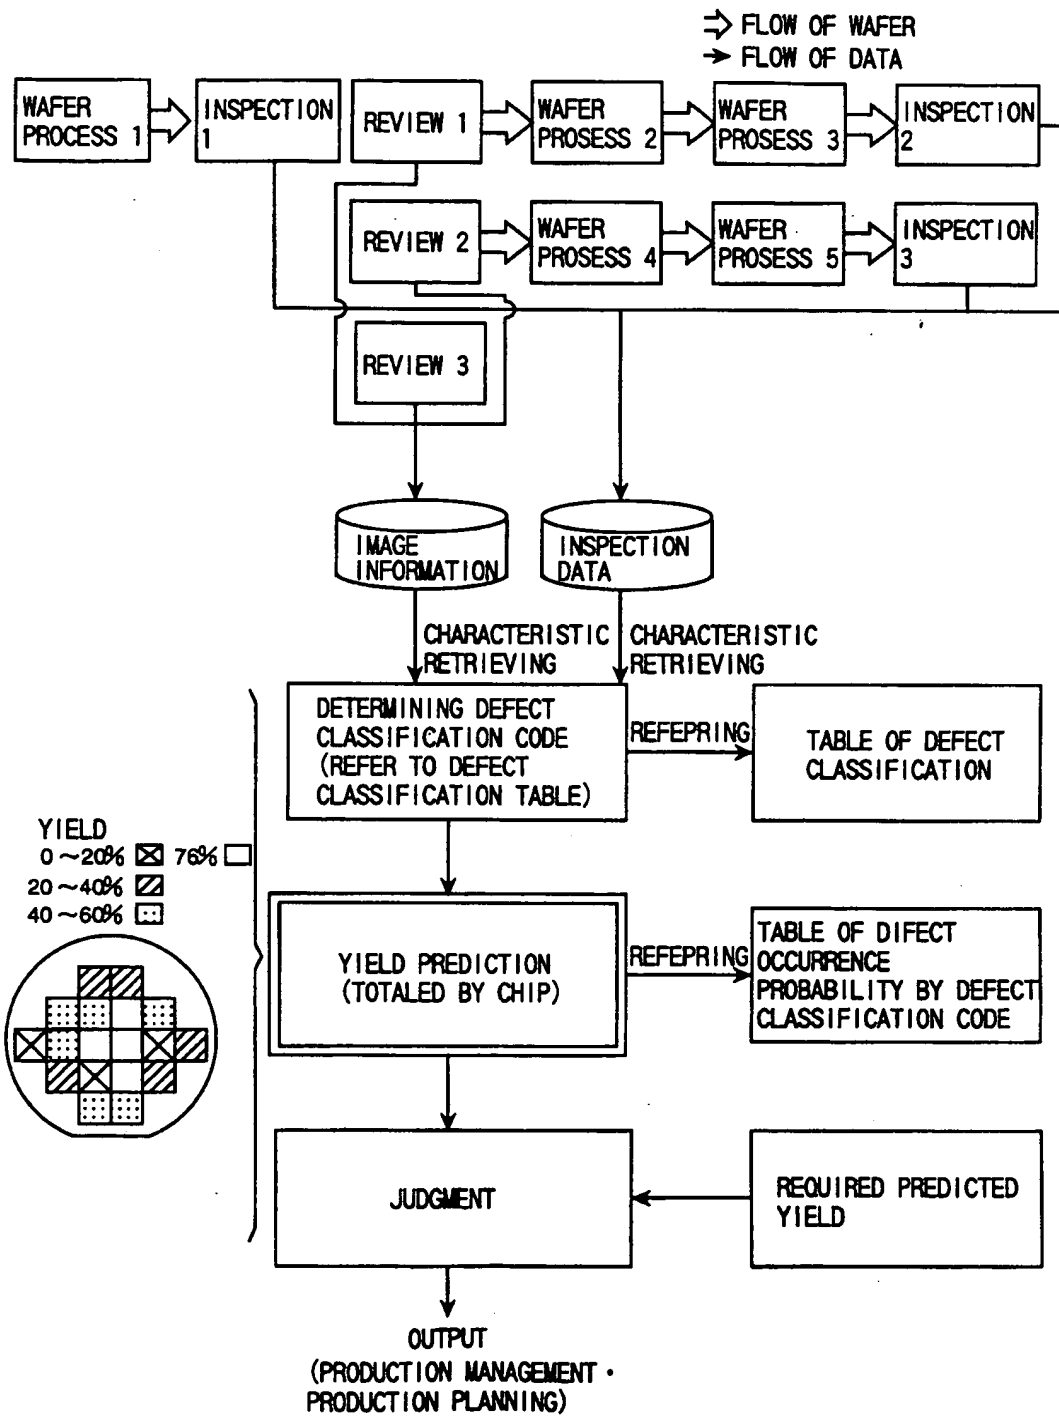 FLOW OF WAFER
FLOW OF DATA
WAFER
PROCESS 1
INSPECTION
1
REVIEW 1
WAFER
PROSESS 2
WAFER
PROSESS 3
INSPECTION
2
REVIEW 2
WAFER
PROSESS 4
WAFER
PROSESS 5
INSPECTION
3
REVIEW 3
IMAGE
INFORMATION
INSPECTION
DATA
CHARACTERISTIC
RETRIEVING
CHARACTERISTIC
RETRIEVING
DETERMINING DEFECT
CLASSIFICATION CODE
(REFER TO DEFECT
CLASSIFICATION TABLE)
REFEPRING
TABLE OF DEFECT
CLASSIFICATION
YIELD
0~20% 76%
20~40%
40~60%
YIELD PREDICTION
(TOTALED BY CHIP)
REFEPRING
TABLE OF DIFECT
OCCURRENCE
PROBABILITY BY DEFECT
CLASSIFICATION CODE
JUDGMENT
REQUIRED PREDICTED
YIELD
OUTPUT
(PRODUCTION MANAGEMENT・
PRODUCTION PLANNING)